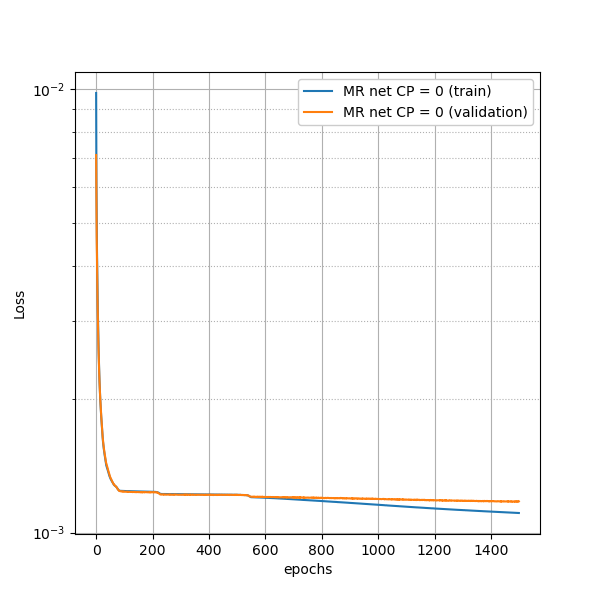 10⁻²
MR net CP = 0 (train)
MR net CP = 0 (validation)
Loss
10⁻³
0 200 400 600 800 1000 1200 1400
epochs